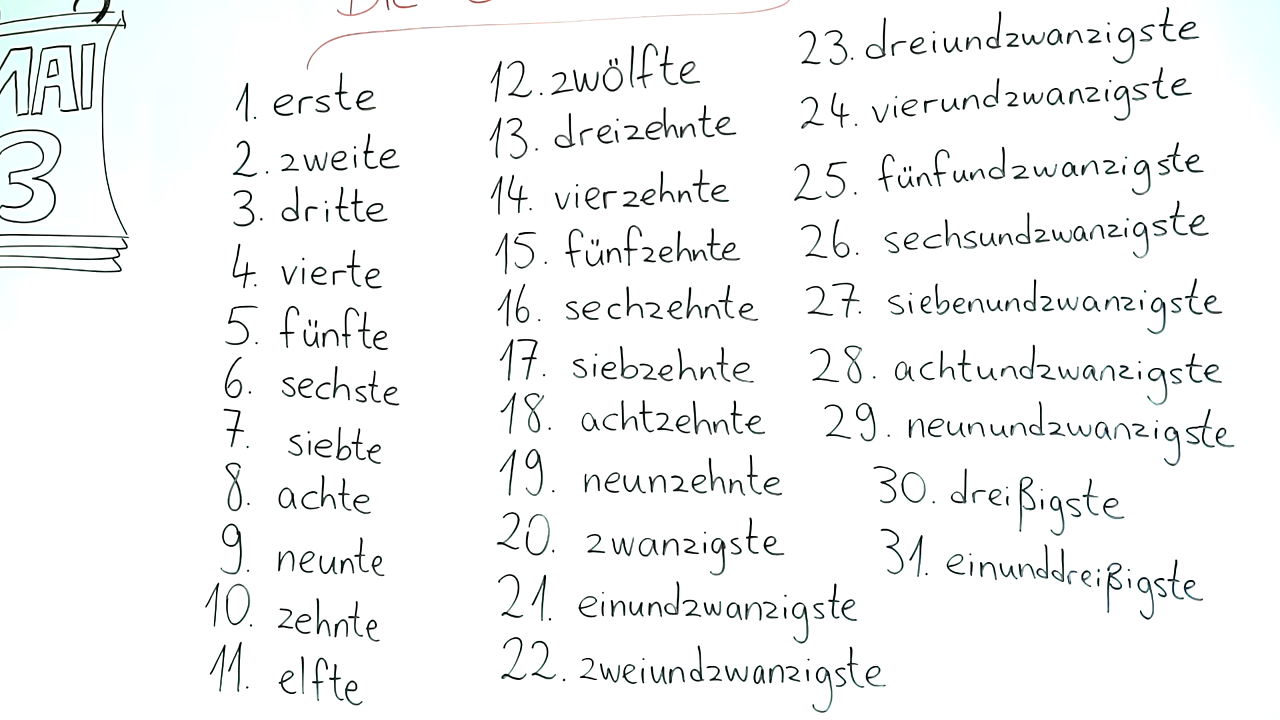 Die
MAI
3
1. erste
2. zweite
3. dritte
4. vierte
5. fünfte
6. sechste
7. siebte
8. achte
9. neunte
10. zehnte
11. elfte
12. zwölfte
13. dreizehnte
14. vierzehnte
15. fünfzehnte
16. sechzehnte
17. siebzehnte
18. achtzehnte
19. neunzehnte
20. zwanzigste
21. einundzwanzigste
22. zweiundzwanzigste
23. dreiundzwanzigste
24. vierundzwanzigste
25. fünfundzwanzigste
26. sechsundzwanzigste
27. siebenundzwanzigste
28. achtundzwanzigste
29. neunundzwanzigste
30. dreißigste
31. einunddreißigste